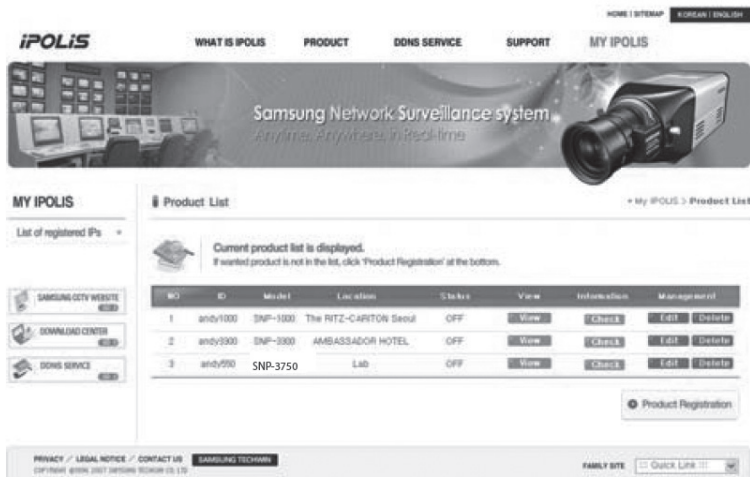 HOME | SITEMAP KOREAN | ENGLISH
iPOLiS WHAT IS IPOLIS PRODUCT DDNS SERVICE SUPPORT MY IPOLIS
Samsung Network Surveillance system
Anytime, Anywhere, in Real-time
MY IPOLIS
List of registered IPs
SAMSUNG CCTV WEBSITE
DOWNLOAD CENTER
DDNS SERVICE
Product List
My IPOLIS > Product List
Current product list is displayed.
If wanted product is not in the list, click 'Product Registration' at the bottom.
NO ID Model Location Status View Information Management
1 andy1000 SNP-1000 The RITZ-CARITON Seoul OFF View Check Edit Delete
2 andy3300 SNP-3300 AMBASSADOR HOTEL OFF View Check Edit Delete
3 andy550 SNP-3750 Lab OFF View Check Edit Delete
Product Registration
PRIVACY / LEGAL NOTICE / CONTACT US SAMSUNG TECHWIN
FAMILY SITE ::: Quick Link :::